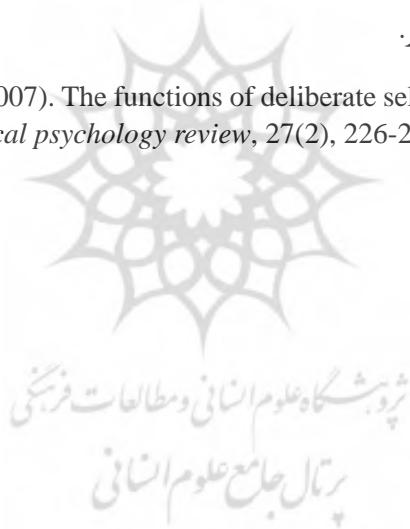 .
007). The functions of deliberate sel
cal psychology review, 27(2), 226-2
پژوهشگاه علوم انسانی و مطالعات فرهنگی
پرتال جامع علوم انسانی